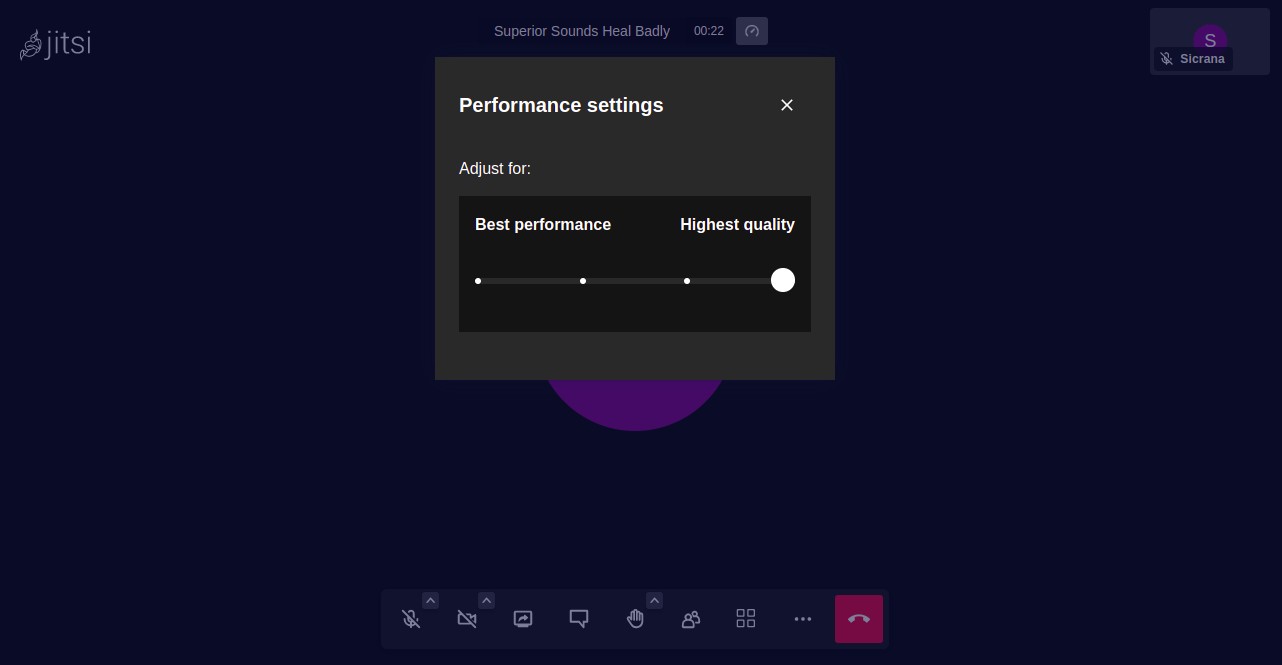 jitsi
Superior Sounds Heal Badly 00:22
S
Sicrana
Performance settings
Adjust for:
Best performance Highest quality